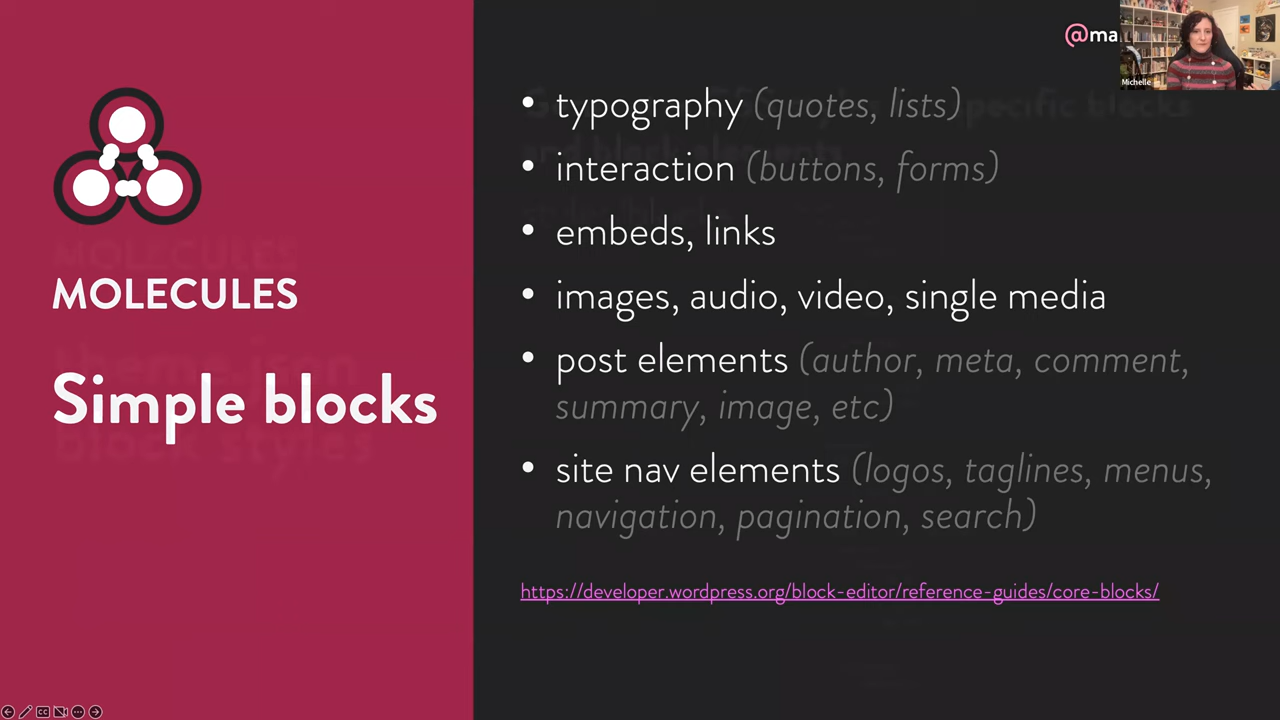 @ma
Michelle
MOLECULES
Simple blocks
• typography (quotes, lists)
• interaction (buttons, forms)
• embeds, links
• images, audio, video, single media
• post elements (author, meta, comment,
summary, image, etc)
• site nav elements (logos, taglines, menus,
navigation, pagination, search)
https://developer.wordpress.org/block-editor/reference-guides/core-blocks/